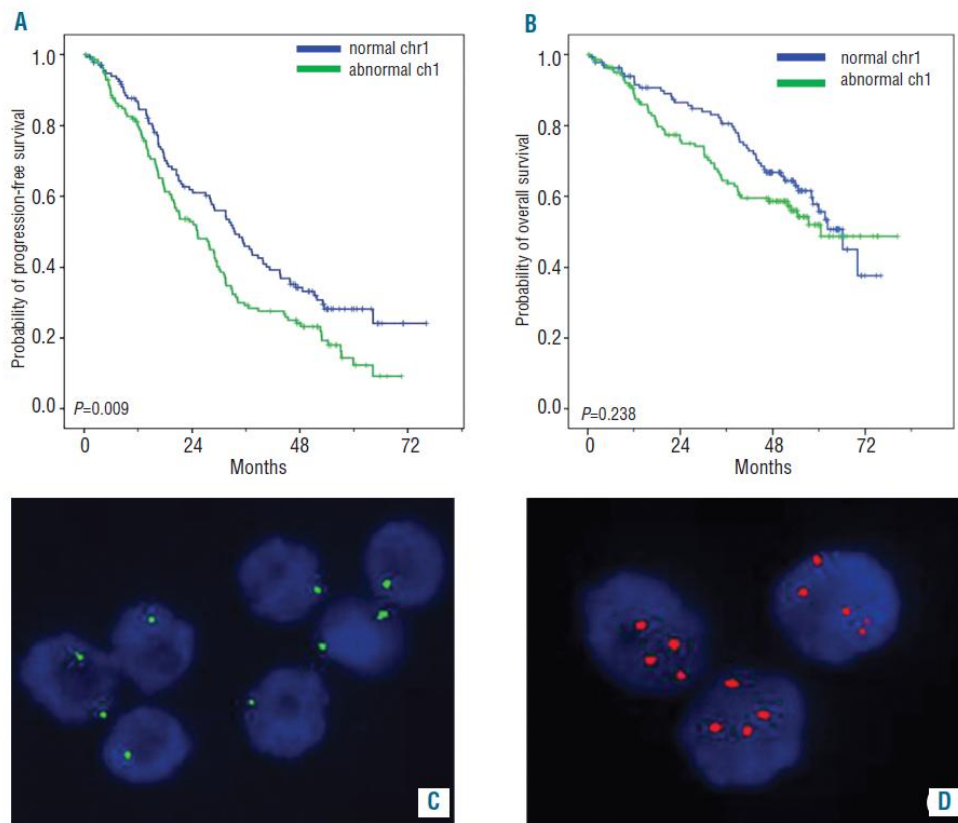 A
Probability of progression-free survival
1.0
0.8
0.6
0.4
0.2
0.0
normal chr1
abnormal ch1
P=0.009
0 24 48 72
Months
B
Probability of overall survival
1.0
0.8
0.6
0.4
0.2
0.0
normal chr1
abnormal ch1
P=0.238
0 24 48 72
Months
C
D